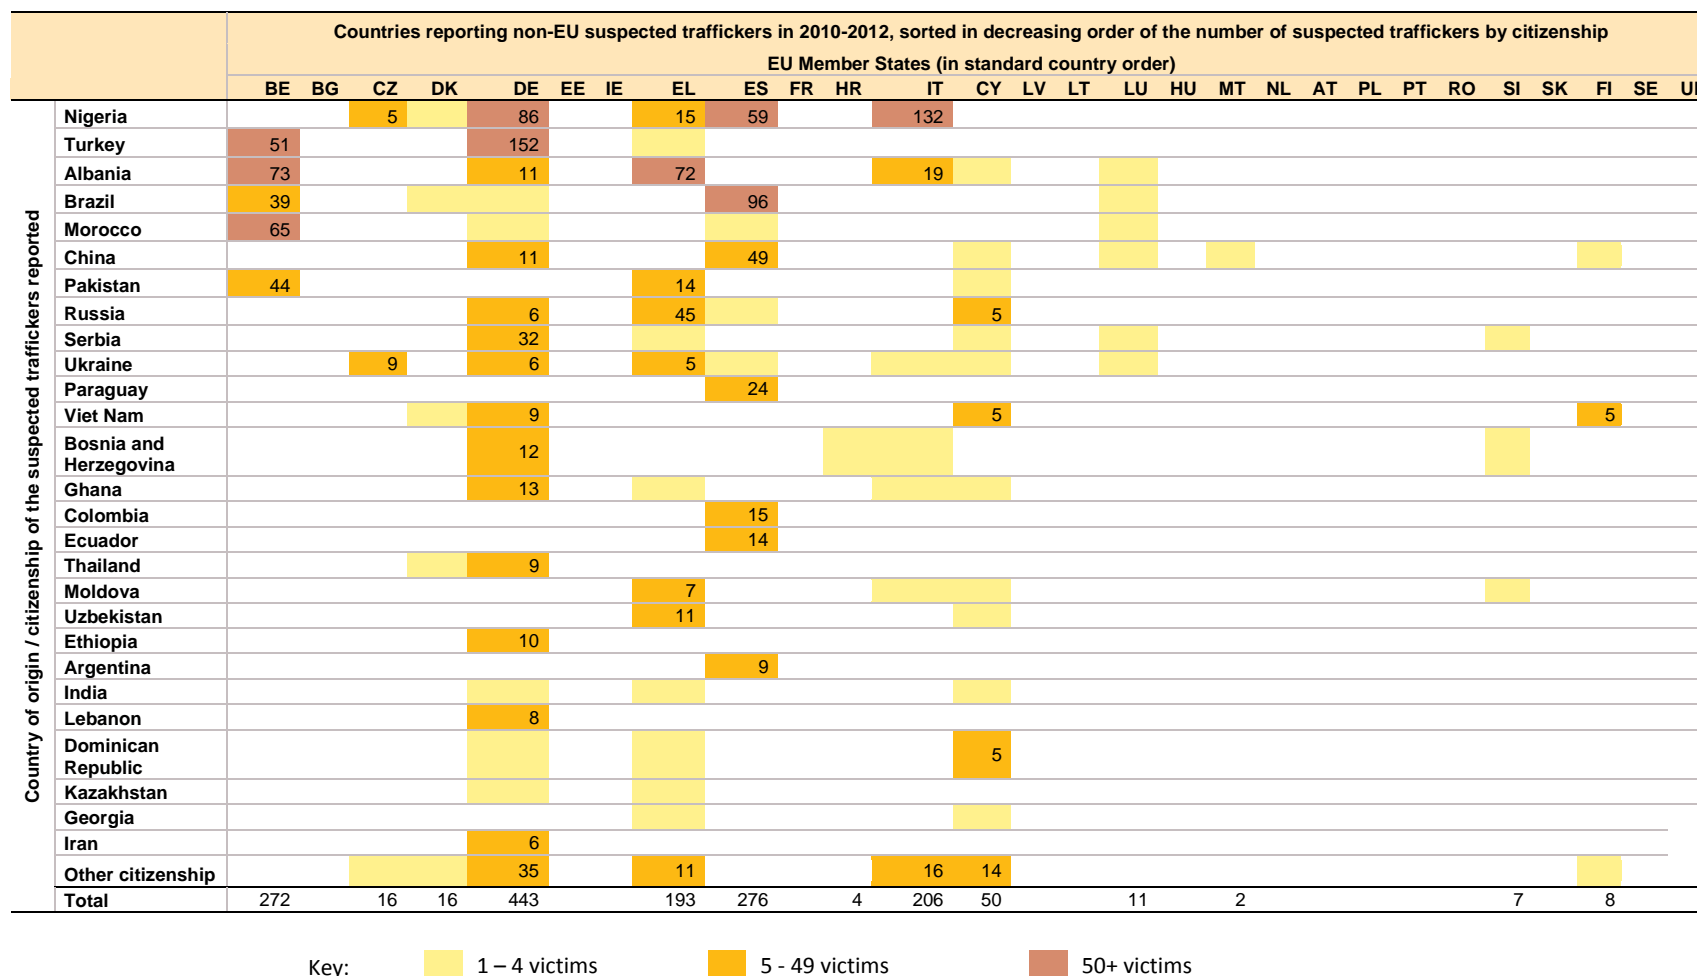 Countries reporting non-EU suspected traffickers in 2010-2012, sorted in decreasing order of the number of suspected traffickers by citizenship
EU Member States (in standard country order)
BE BG CZ DK DE EE IE EL ES FR HR IT CY LV LT LU HU MT NL AT PL PT RO SI SK FI SE
Country of origin / citizenship of the suspected traffickers reported
Nigeria 5 86 15 59 132
Turkey 51 152
Albania 73 11 72 19
Brazil 39 96
Morocco 65
China 11 49
Pakistan 44 14
Russia 6 45 5
Serbia 32
Ukraine 9 6 5
Paraguay 24
Viet Nam 9 5 5
Bosnia and
Herzegovina 12
Ghana 13
Colombia 15
Ecuador 14
Thailand 9
Moldova 7
Uzbekistan 11
Ethiopia 10
Argentina 9
India
Lebanon 8
Dominican
Republic 5
Kazakhstan
Georgia
Iran 6
Other citizenship 35 11 16 14
Total 272 16 16 443 193 276 4 206 50 11 2 7 8
Key: 1 – 4 victims 5 - 49 victims 50+ victims